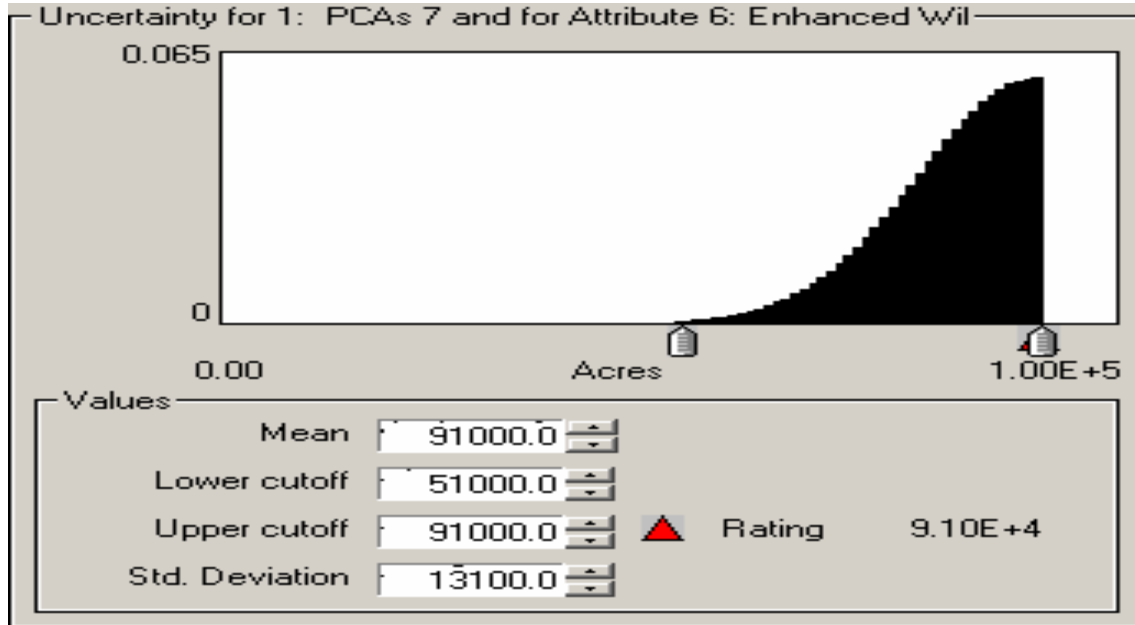 Uncertainty for 1: PCAs 7 and for Attribute 6: Enhanced Wil
0.065
0
0.00 Acres 1.00E+5
Values
Mean 91000.0
Lower cutoff 51000.0
Upper cutoff 91000.0 Rating 9.10E+4
Std. Deviation 13100.0